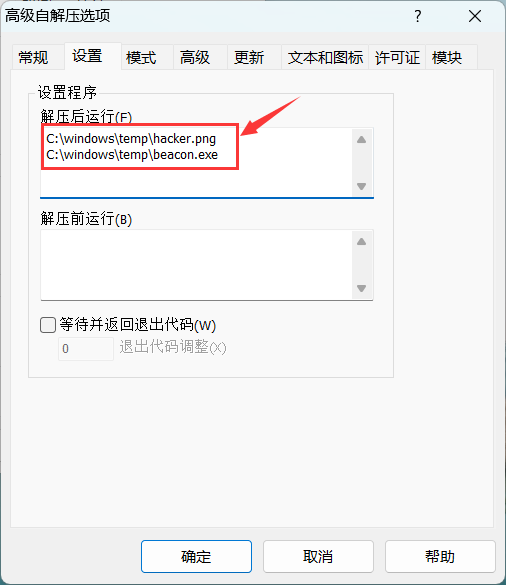 高级自解压选项
?
常规 设置 模式 高级 更新 文本和图标 许可证 模块
设置程序
解压后运行(F)
C:\windows\temp\hacker.png
C:\windows\temp\beacon.exe
解压前运行(B)
等待并返回退出代码(W)
0 退出代码调整(X)
确定 取消 帮助